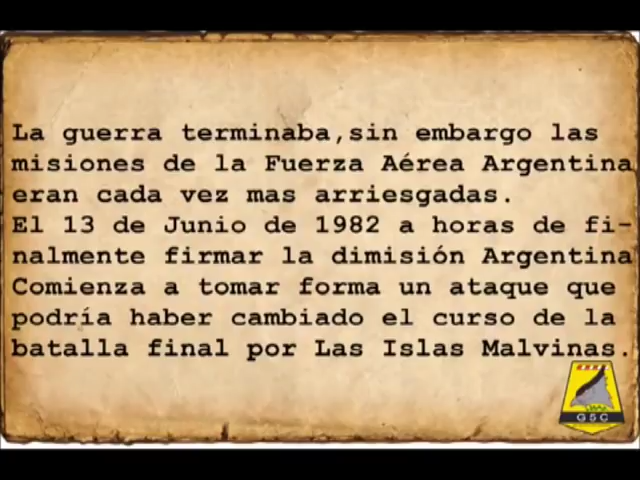 La guerra terminaba,sin embargo las
misiones de la Fuerza Aérea Argentina
eran cada vez mas arriesgadas.
El 13 de Junio de 1982 a horas de fi-
nalmente firmar la dimisión Argentina
Comienza a tomar forma un ataque que
podría haber cambiado el curso de la
batalla final por Las Islas Malvinas.
G5C